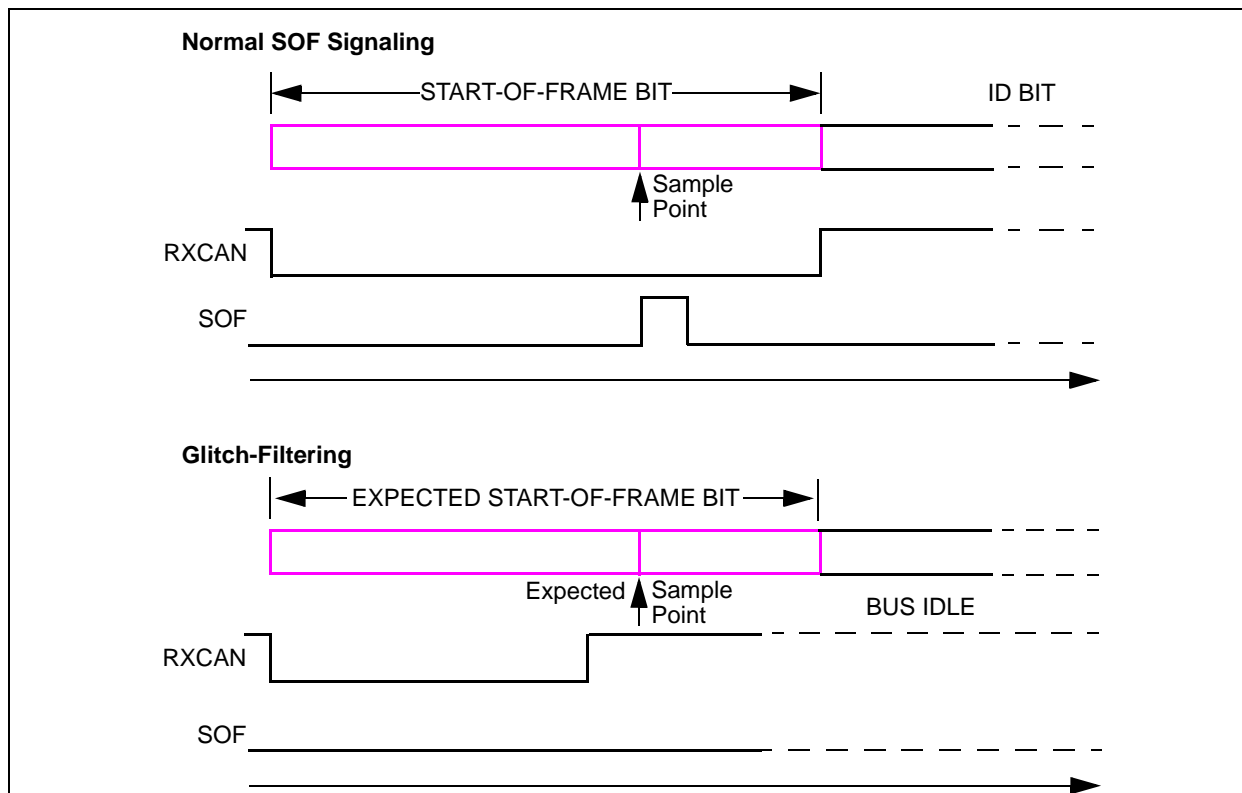 Normal SOF Signaling
START-OF-FRAME BIT
ID BIT
Sample
Point
RXCAN
SOF
Glitch-Filtering
EXPECTED START-OF-FRAME BIT
Expected Sample
Point
BUS IDLE
RXCAN
SOF